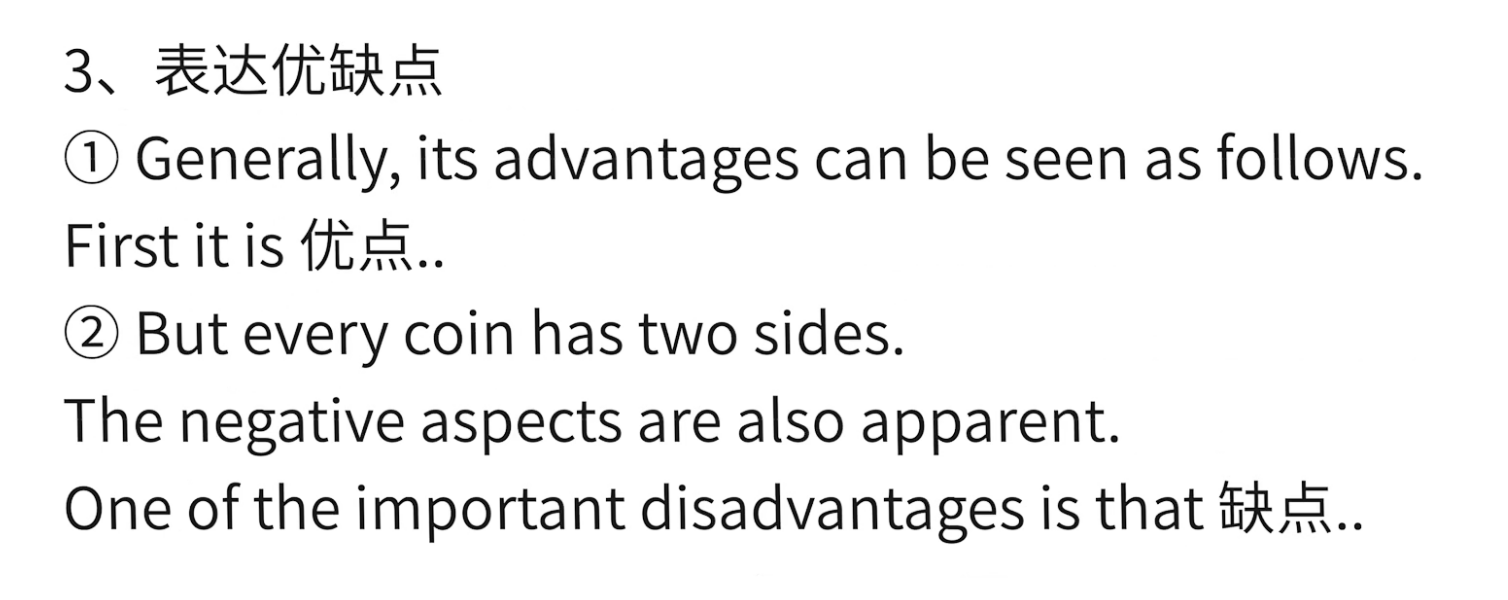 3、表达优缺点
① Generally, its advantages can be seen as follows.
First it is 优点..
② But every coin has two sides.
The negative aspects are also apparent.
One of the important disadvantages is that 缺点..